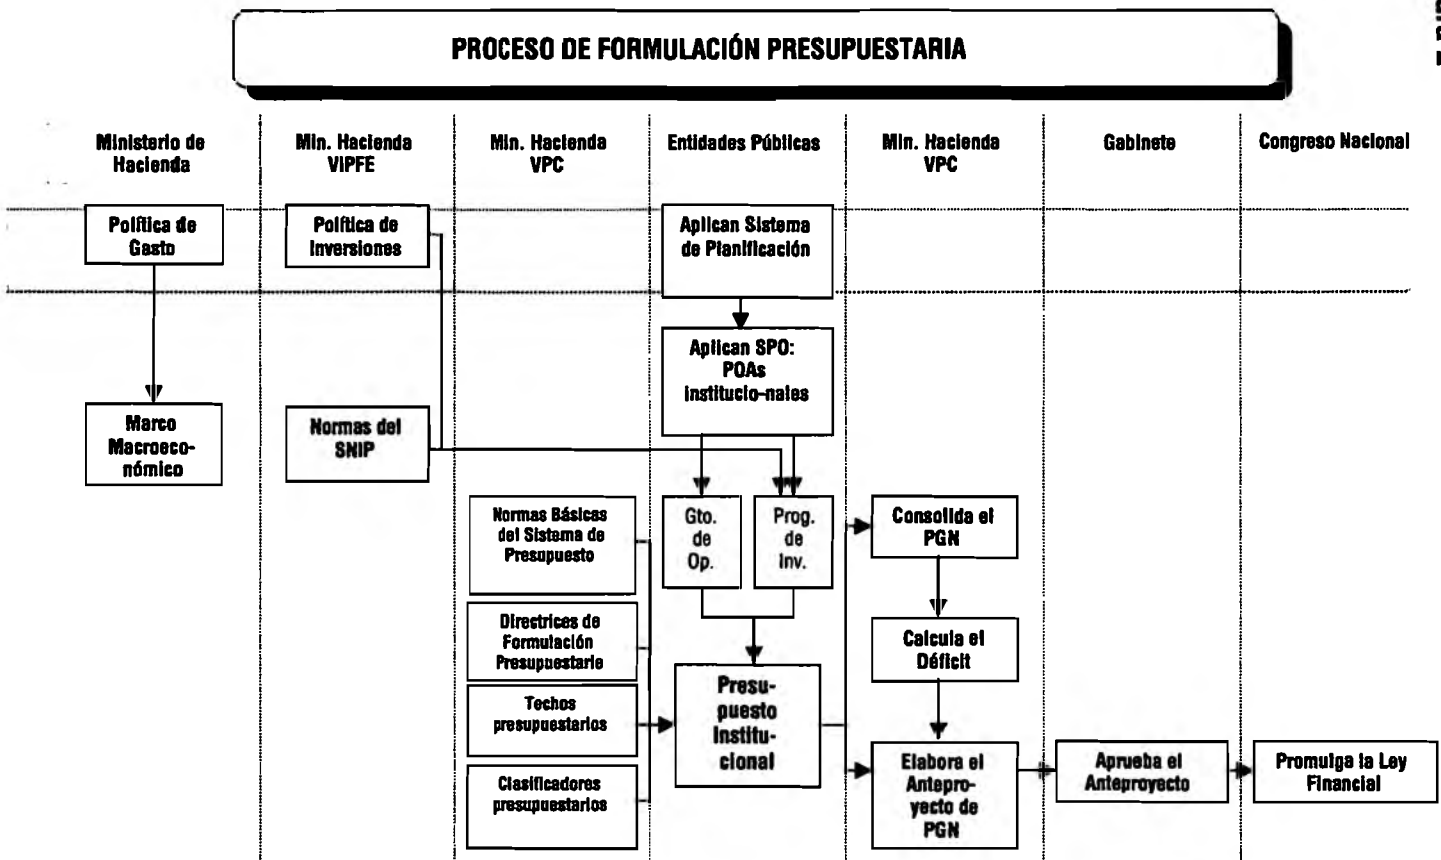 PROCESO DE FORMULACIÓN PRESUPUESTARIA
Ministerio de
Hacienda
Min. Hacienda
VIPFE
Min. Hacienda
VPC
Entidades Públicas
Min. Hacienda
VPC
Gabinete
Congreso Nacional
Política de
Gasto
Política de
Inversiones
Aplican Sistema
de Planificación
Aplican SPO:
POAs
institucio-nales
Marco
Macroeco-
nómico
Normas del
SNIP
Normas Básicas
del Sistema de
Presupuesto
Gto.
de
Op.
Prog.
de
Inv.
Consolida el
PGN
Directrices de
Formulación
Presupuestarie
Calcula el
Déficit
Techos
presupuestarios
Presu-
puesto
Institu-
cional
Clasificadores
presupuestarios
Elabora el
Antepro-
yecto de
PGN
Aprueba el
Anteproyecto
Promulga la Ley
Financial